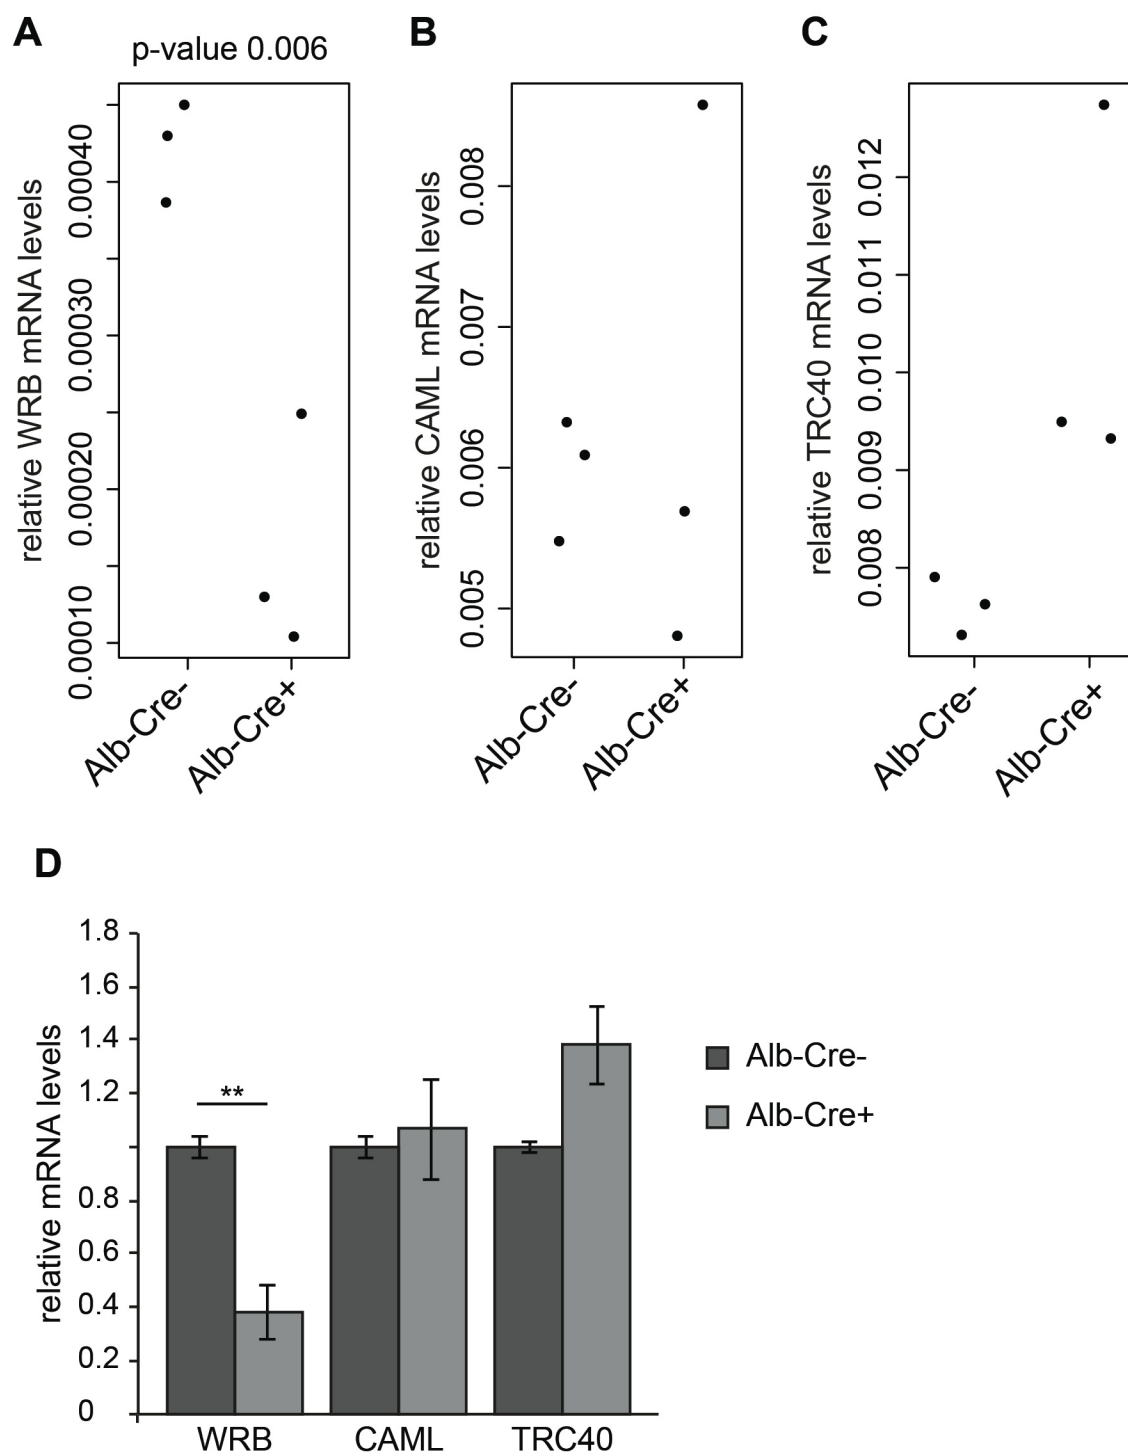 A
p-value 0.006
relative WRB mRNA levels
0.00040
0.00030
0.00020
0.00010
Alb-Cre-
Alb-Cre+
B
relative CAML mRNA levels
0.008
0.007
0.006
0.005
Alb-Cre-
Alb-Cre+
C
relative TRC40 mRNA levels
0.012
0.011
0.010
0.009
0.008
Alb-Cre-
Alb-Cre+
D
relative mRNA levels
1.8
1.6
1.4
1.2
0.8
0.6
0.4
0.2
0
**
WRB
CAML
TRC40
Alb-Cre-
Alb-Cre+